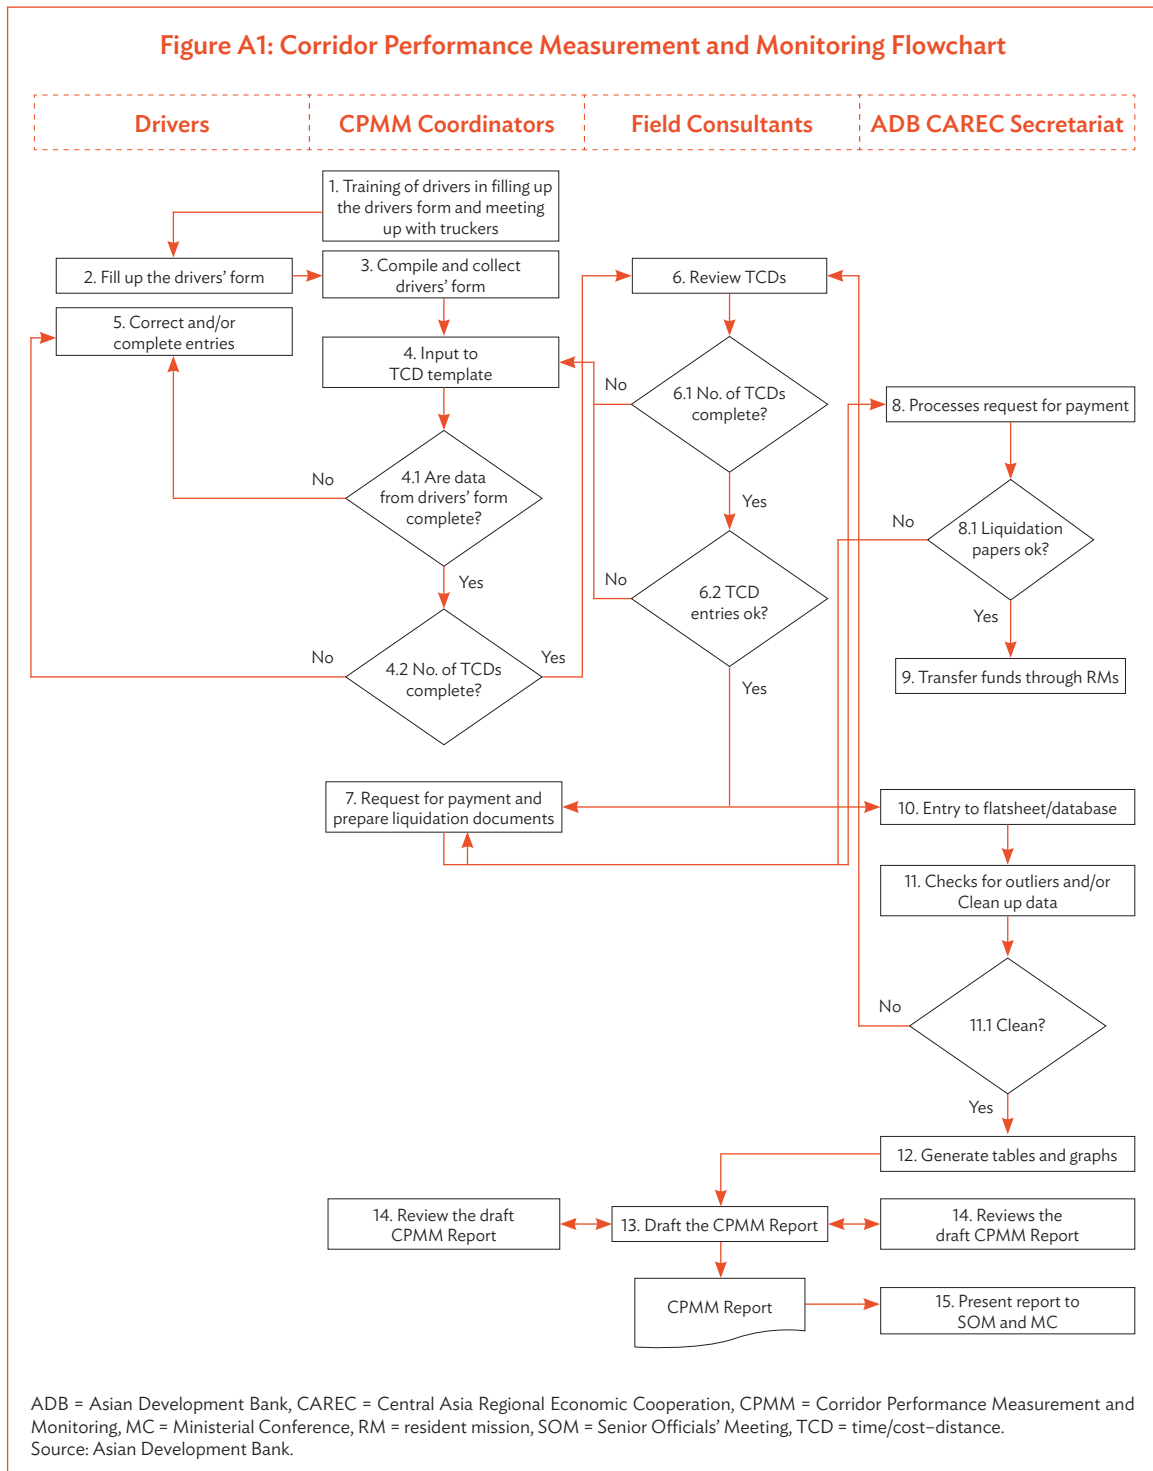 Figure A1: Corridor Performance Measurement and Monitoring Flowchart
Drivers
CPMM Coordinators
Field Consultants
ADB CAREC Secretariat
1. Training of drivers in filling up
the drivers form and meeting
up with truckers
2. Fill up the drivers’ form
3. Compile and collect
drivers’ form
6. Review TCDs
5. Correct and/or
complete entries
4. Input to
TCD template
No
6.1 No. of TCDs
complete?
8. Processes request for payment
No
4.1 Are data
from drivers’ form
complete?
Yes
No
8.1 Liquidation
papers ok?
Yes
No
6.2 TCD
entries ok?
Yes
No
4.2 No. of TCDs
complete?
Yes
Yes
9. Transfer funds through RMs
7. Request for payment and
prepare liquidation documents
10. Entry to flatsheet/database
11. Checks for outliers and/or
Clean up data
No
11.1 Clean?
Yes
12. Generate tables and graphs
14. Review the draft
CPMM Report
13. Draft the CPMM Report
14. Reviews the
draft CPMM Report
CPMM Report
15. Present report to
SOM and MC
ADB = Asian Development Bank, CAREC = Central Asia Regional Economic Cooperation, CPMM = Corridor Performance Measurement and
Monitoring, MC = Ministerial Conference, RM = resident mission, SOM = Senior Officials’ Meeting, TCD = time/cost–distance.
Source: Asian Development Bank.